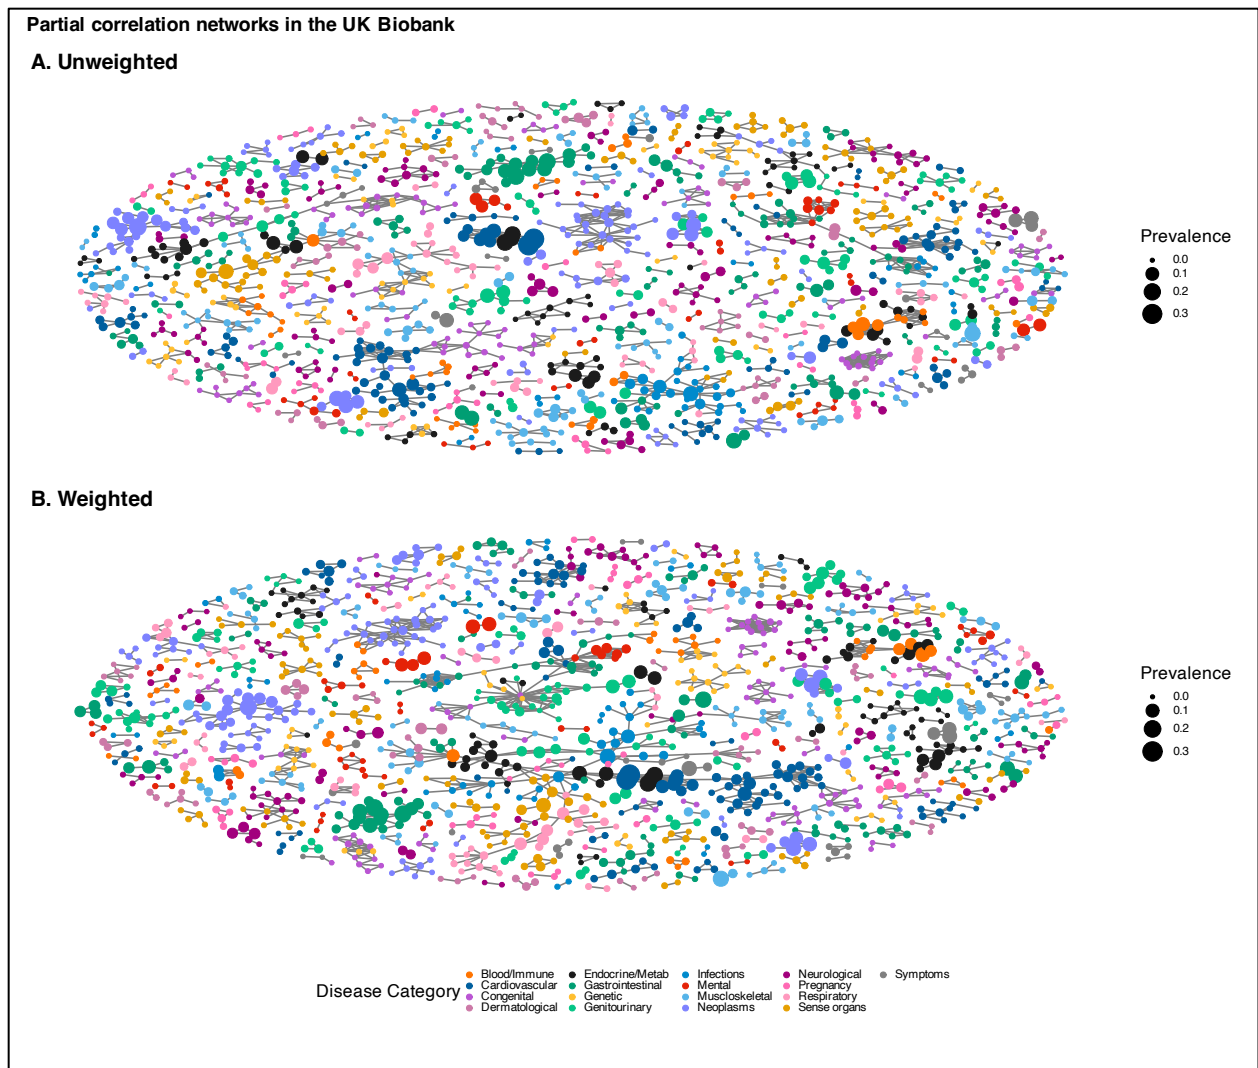 Partial correlation networks in the UK Biobank
A. Unweighted
Prevalence
0.0
0.1
0.2
0.3
B. Weighted
Prevalence
0.0
0.1
0.2
0.3
Disease Category
Blood/Immune Endocrine/Metab Infections Neurological Symptoms
Cardiovascular Gastrointestinal Mental Pregnancy
Congenital Genetic Muscloskeletal Respiratory
Dermatological Genitourinary Neoplasms Sense organs